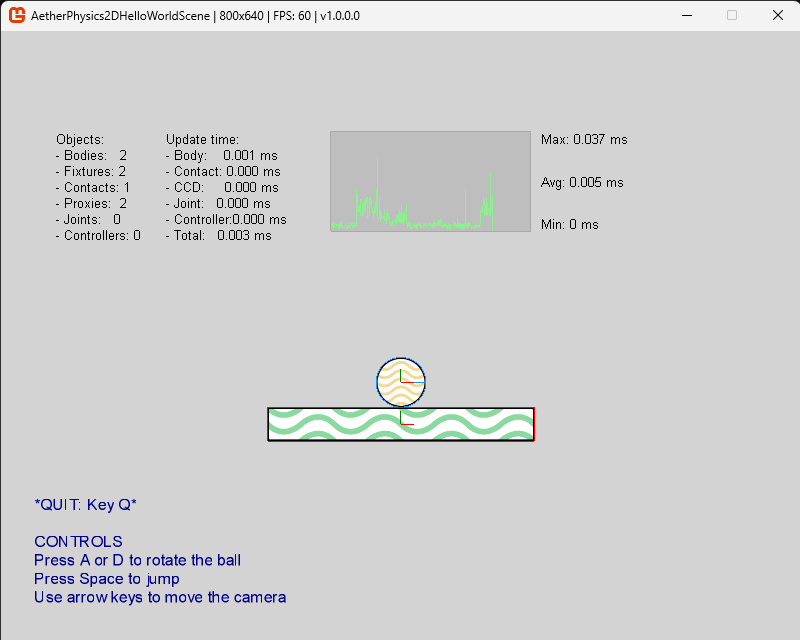 AetherPhysics2DHelloWorldScene | 800x640 | FPS: 60 | v1.0.0.0
Objects:
- Bodies: 2
- Fixtures: 2
- Contacts: 1
- Proxies: 2
- Joints: 0
- Controllers: 0
Update time:
- Body: 0.001 ms
- Contact: 0.000 ms
- CCD: 0.000 ms
- Joint: 0.000 ms
- Controller:0.000 ms
- Total: 0.003 ms
Max: 0.037 ms
Avg: 0.005 ms
Min: 0 ms
*QUIT: Key Q*
CONTROLS
Press A or D to rotate the ball
Press Space to jump
Use arrow keys to move the camera